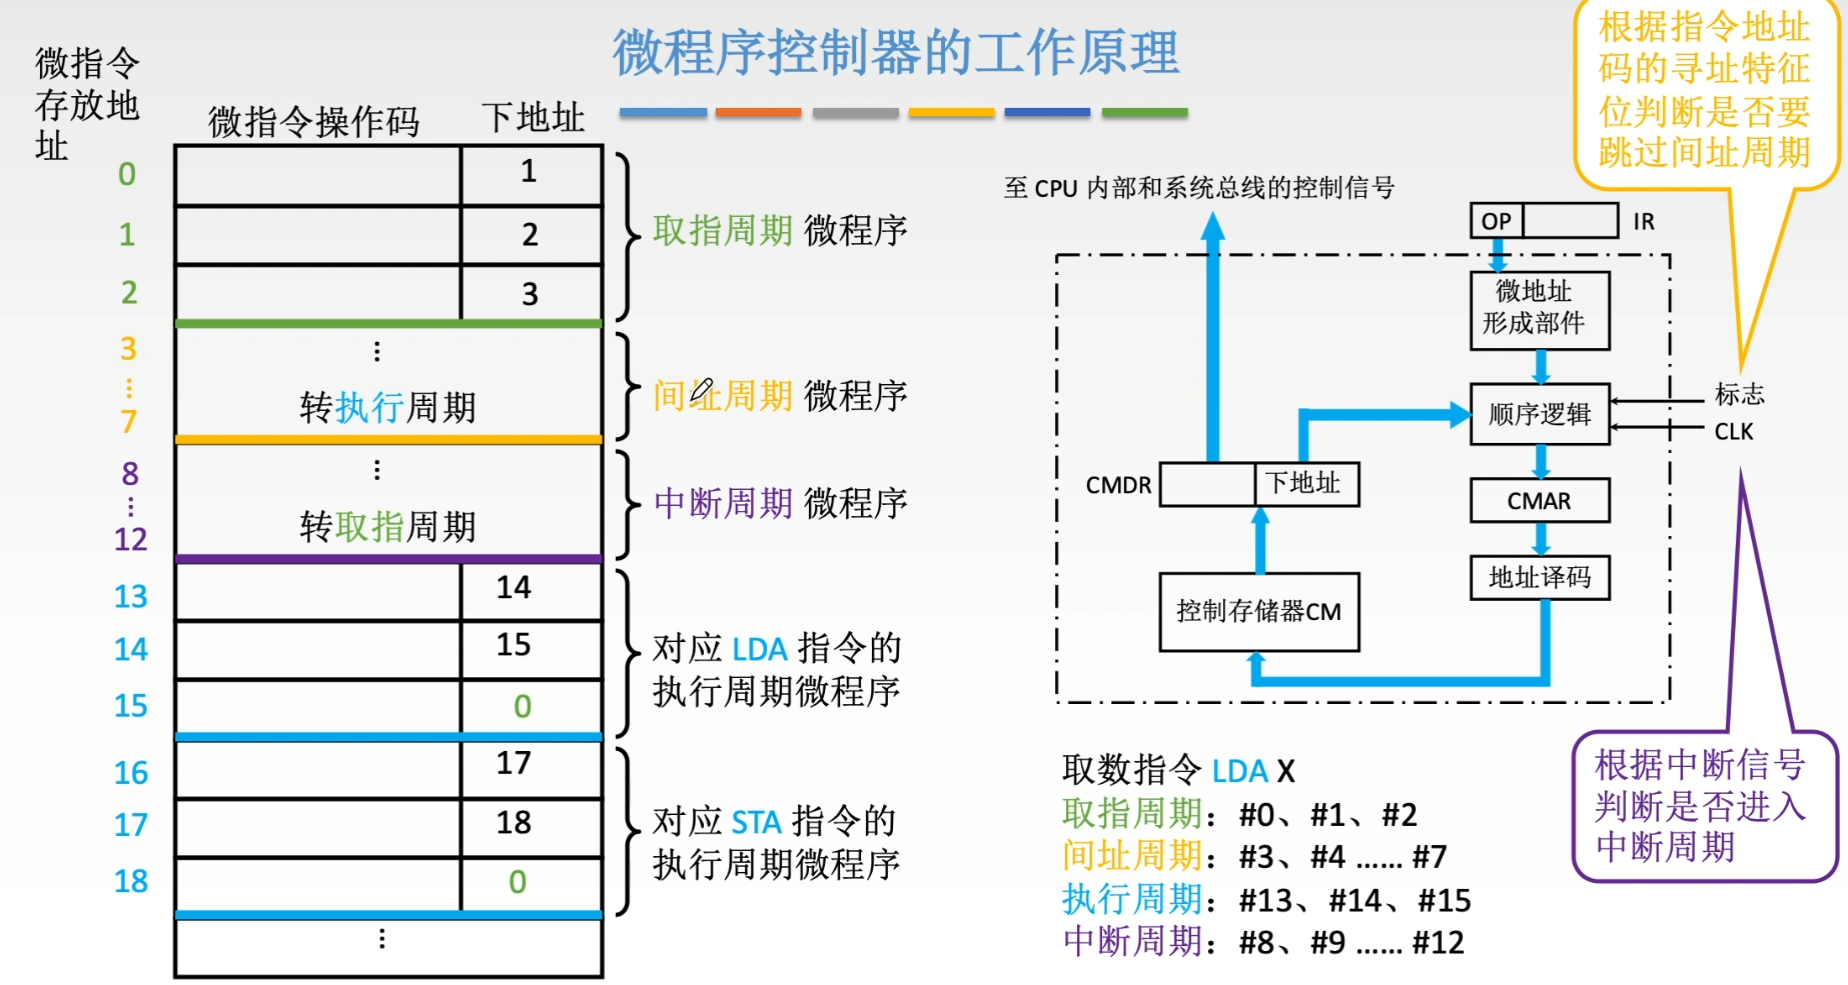 微程序控制器的工作原理
微指令
存放地
址
微指令操作码 下地址
0 1
1 2
2 3
取指周期 微程序
3
⋮ ⋮
7 转执行周期
间址周期 微程序
8
⋮ ⋮
12 转取指周期
中断周期 微程序
13 14
14 15
15 0
对应 LDA 指令的
执行周期微程序
16 17
17 18
18 0
对应 STA 指令的
执行周期微程序
⋮
至 CPU 内部和系统总线的控制信号
OP IR
微地址
形成部件
顺序逻辑
标志
CLK
CMDR 下地址
CMAR
地址译码
控制存储器CM
根据指令地址
码的寻址特征
位判断是否要
跳过间址周期
取数指令 LDA X
取指周期：#0、#1、#2
间址周期：#3、#4 …… #7
执行周期：#13、#14、#15
中断周期：#8、#9 …… #12
根据中断信号
判断是否进入
中断周期